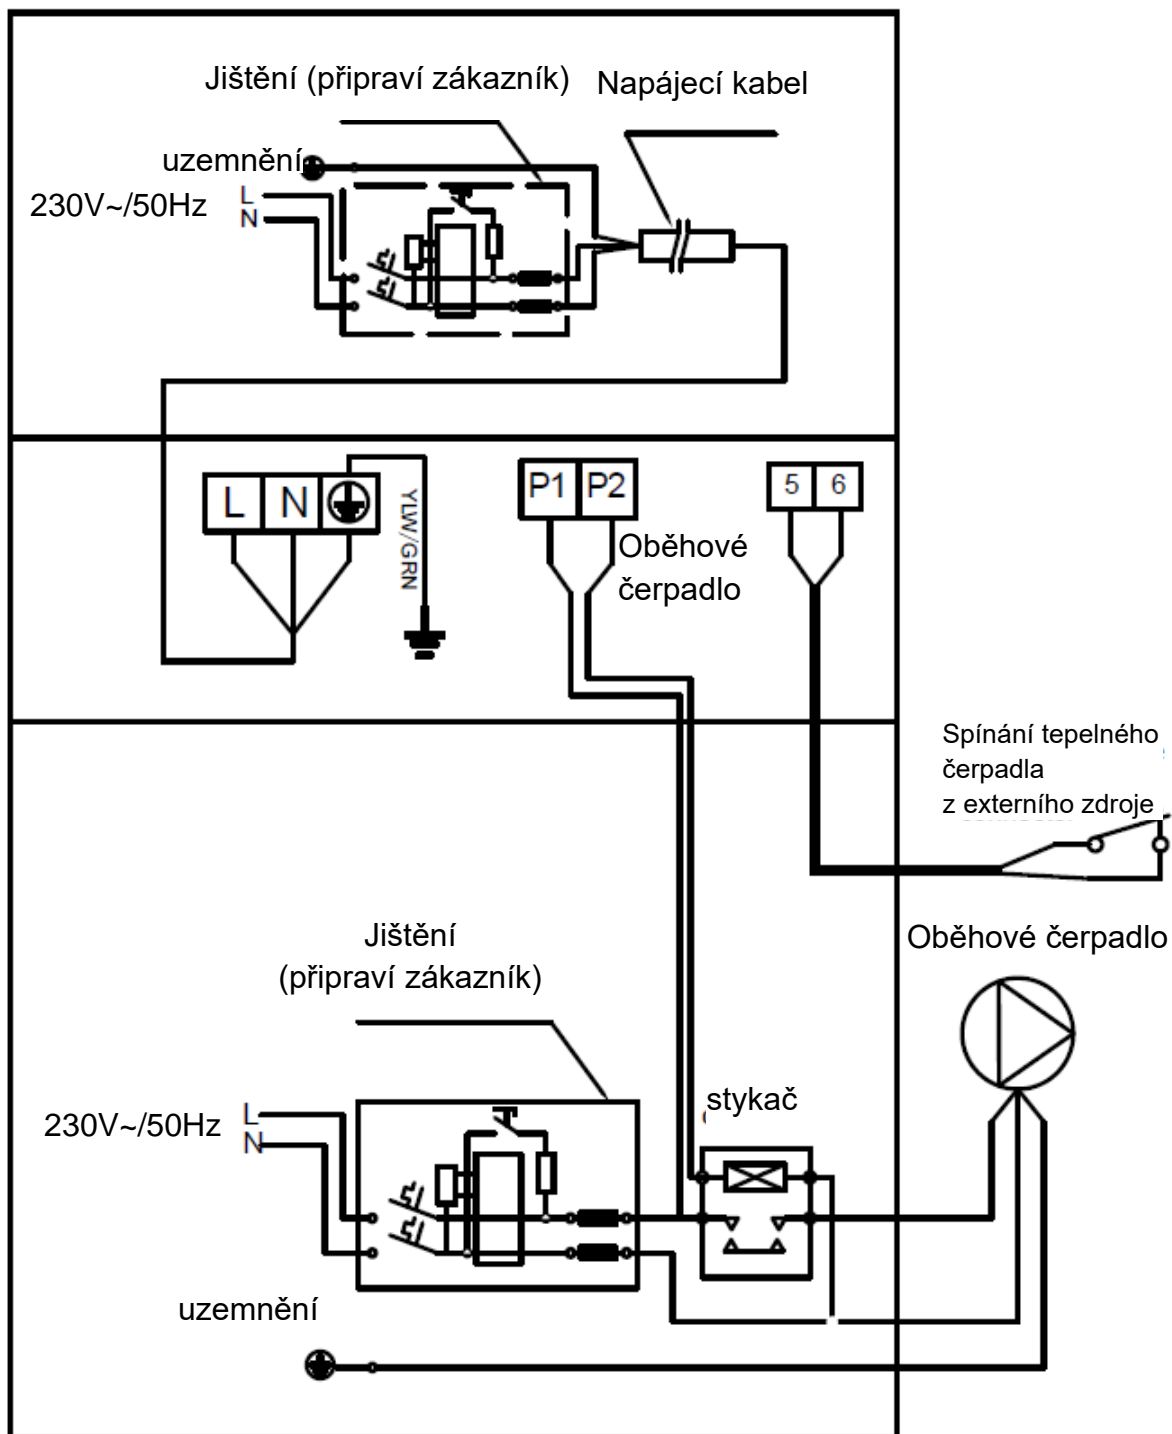 Jištění (připraví zákazník)
Napájecí kabel
uzemnění
230V~/50Hz
L
N
L N
YLW/GRN
P1 P2
5 6
Oběhové
čerpadlo
Spínání tepelného
čerpadla
z externího zdroje
Jištění
(připraví zákazník)
Oběhové čerpadlo
stykač
230V~/50Hz
L
N
uzemnění